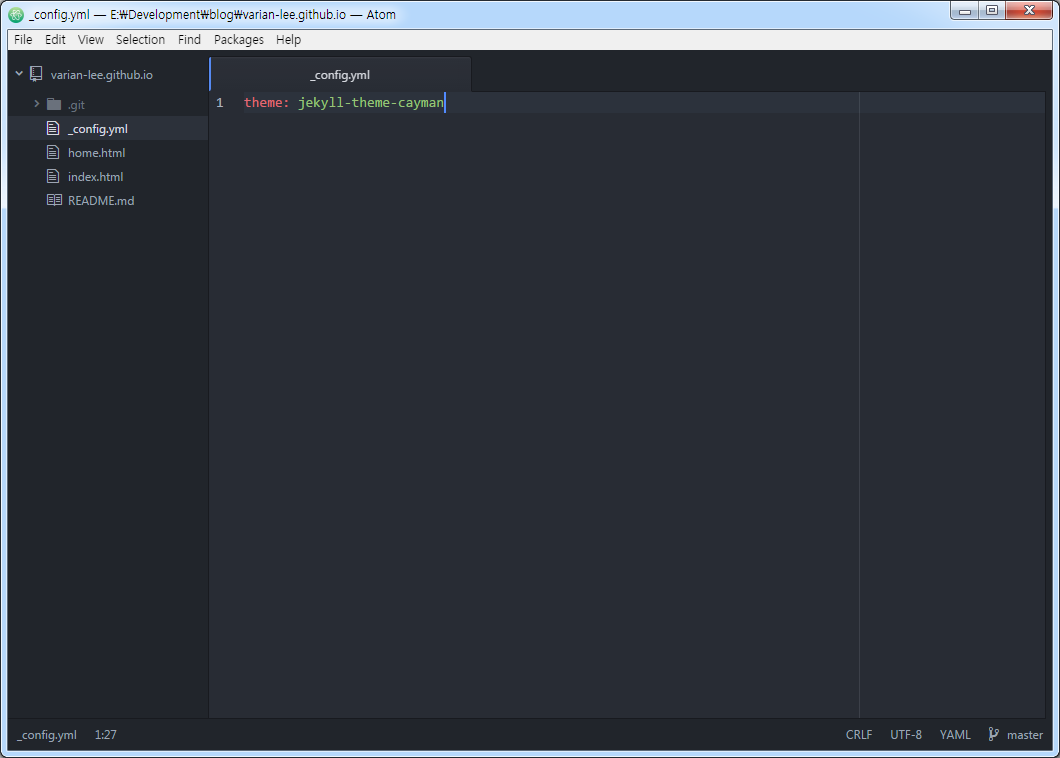 _config.yml — E:₩Development₩blog₩varian-lee.github.io — Atom
File Edit View Selection Find Packages Help
varian-lee.github.io
.git
_config.yml
home.html
index.html
README.md
_config.yml
1 theme: jekyll-theme-cayman
_config.yml 1:27 CRLF UTF-8 YAML master